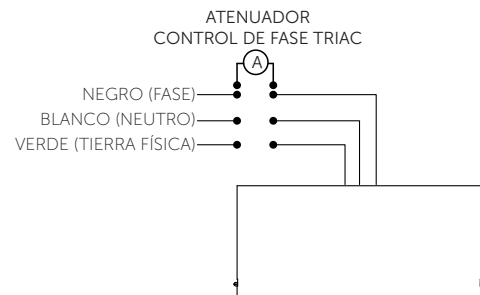 ATENUADOR
CONTROL DE FASE TRIAC
A
NEGRO (FASE)
BLANCO (NEUTRO)
VERDE (TIERRA FÍSICA)